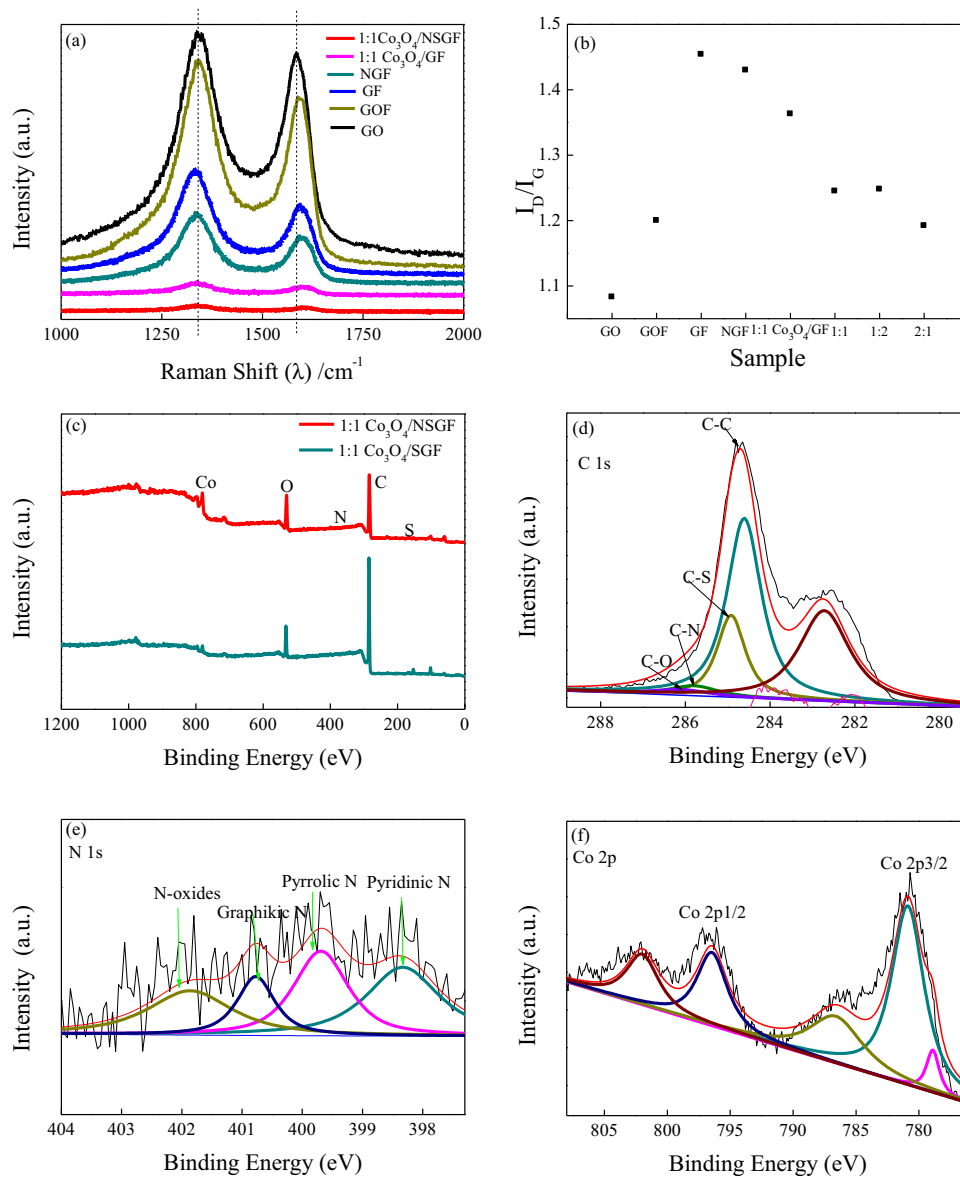 (a)
1:1Co₃O₄/NSGF
1:1 Co₃O₄/GF
NGF
GF
GOF
GO
Intensity (a.u.)
1000 1250 1500 1750 2000
Raman Shift (λ) /cm⁻¹
(b)
1.5
1.4
1.3
1.2
1.1
I_D/I_G
GO GOF GF NGF 1:1 Co₃O₄/GF 1:1 1:2 2:1
Sample
(c)
1:1 Co₃O₄/NSGF
1:1 Co₃O₄/SGF
Co O N C S
Intensity (a.u.)
1200 1000 800 600 400 200 0
Binding Energy (eV)
(d)
C 1s
C-C
C-S
C-N
C-O
Intensity (a.u.)
288 286 284 282 280
Binding Energy (eV)
(e)
N 1s
N-oxides
Graphikic N
Pyrrolic N
Pyridinic N
Intensity (a.u.)
404 403 402 401 400 399 398
Binding Energy (eV)
(f)
Co 2p
Co 2p3/2
Co 2p1/2
Intensity (a.u.)
805 800 795 790 785 780
Binding Energy (eV)